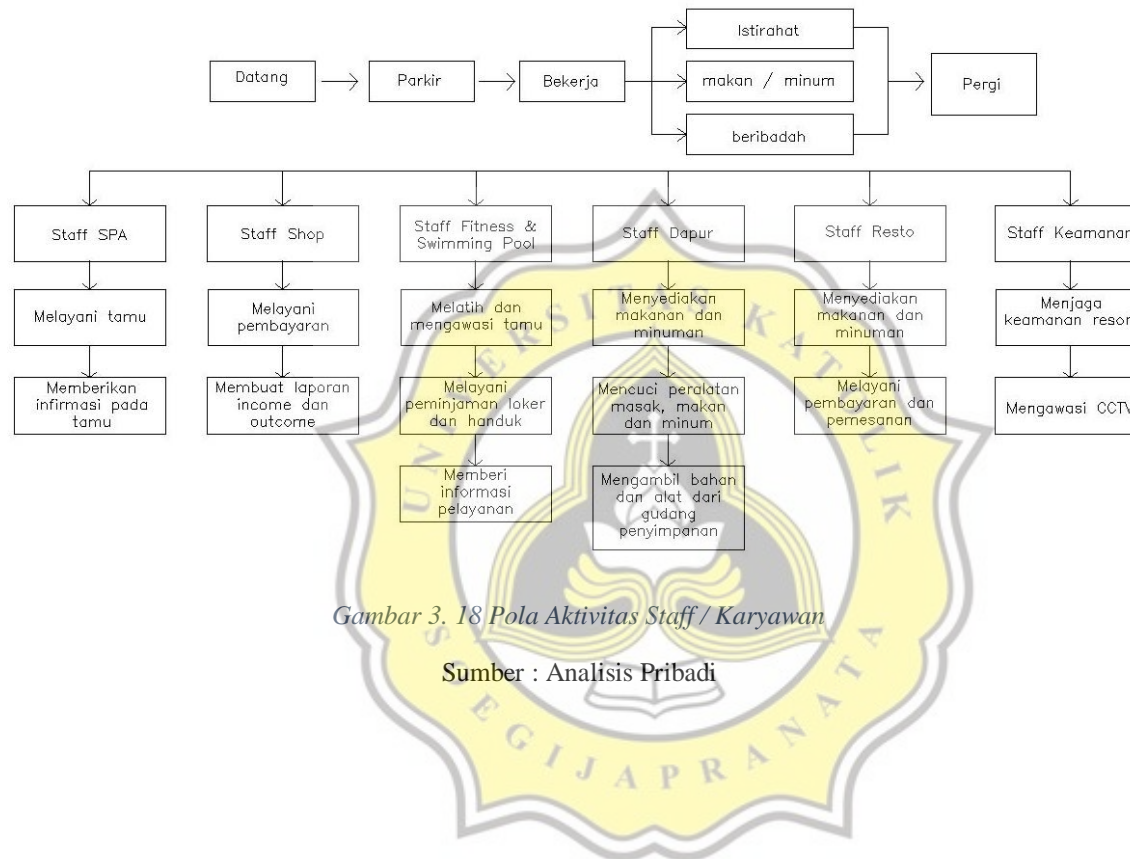 Istirahat
Datang
Parkir
Bekerja
makan / minum
Pergi
beribadah
Staff SPA
Melayani tamu
Memberikan
infirmasi pada
tamu
Staff Shop
Melayani
pembayaran
Membuat laporan
income dan
outcome
Staff Fitness &
Swimming Pool
Melatih dan
mengawasi tamu
Melayani
peminjaman loker
dan handuk
Memberi
informasi
pelayanan
Staff Dapur
Menyediakan
makanan dan
minuman
Mencuci peralatan
masak, makan
dan minum
Mengambil bahan
dan alat dari
gudang
penyimpanan
Staff Resto
Menyediakan
makanan dan
minuman
Melayani
pembayaran dan
pemesanan
Staff Keamanan
Menjaga
keamanan resor
Mengawasi CCTV
Gambar 3. 18 Pola Aktivitas Staff / Karyawan
Sumber : Analisis Pribadi
UNIVERSITAS KATOLIK
SOEGIJAPRANATA